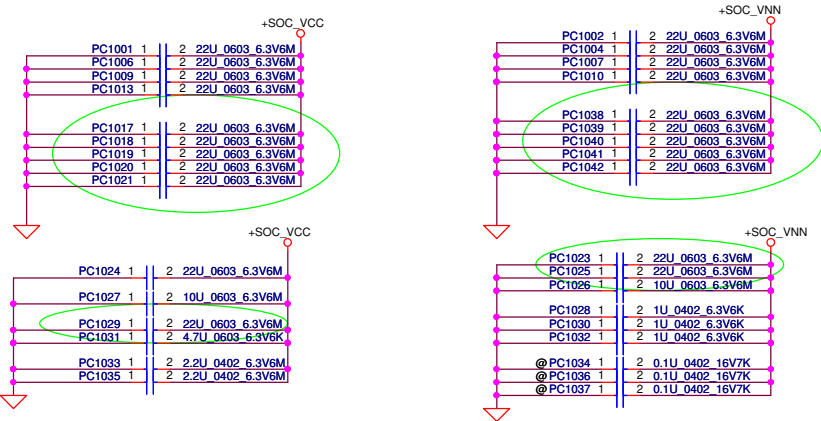 +SOC_VCC
PC1001 1 2 22U_0603_6.3V6M
PC1006 1 2 22U_0603_6.3V6M
PC1009 1 2 22U_0603_6.3V6M
PC1013 1 2 22U_0603_6.3V6M
PC1017 1 2 22U_0603_6.3V6M
PC1018 1 2 22U_0603_6.3V6M
PC1019 1 2 22U_0603_6.3V6M
PC1020 1 2 22U_0603_6.3V6M
PC1021 1 2 22U_0603_6.3V6M
+SOC_VNN
PC1002 1 2 22U_0603_6.3V6M
PC1004 1 2 22U_0603_6.3V6M
PC1007 1 2 22U_0603_6.3V6M
PC1010 1 2 22U_0603_6.3V6M
PC1038 1 2 22U_0603_6.3V6M
PC1039 1 2 22U_0603_6.3V6M
PC1040 1 2 22U_0603_6.3V6M
PC1041 1 2 22U_0603_6.3V6M
PC1042 1 2 22U_0603_6.3V6M
+SOC_VCC
PC1024 1 2 22U_0603_6.3V6M
PC1027 1 2 10U_0603_6.3V6M
PC1029 1 2 22U_0603_6.3V6M
PC1031 1 2 4.7U_0603_6.3V6K
PC1033 1 2 2.2U_0402_6.3V6M
PC1035 1 2 2.2U_0402_6.3V6M
+SOC_VNN
PC1023 1 2 22U_0603_6.3V6M
PC1025 1 2 22U_0603_6.3V6M
PC1026 1 2 10U_0603_6.3V6M
PC1028 1 2 1U_0402_6.3V6K
PC1030 1 2 1U_0402_6.3V6K
PC1032 1 2 1U_0402_6.3V6K
@PC1034 1 2 0.1U_0402_16V7K
@PC1036 1 2 0.1U_0402_16V7K
@PC1037 1 2 0.1U_0402_16V7K